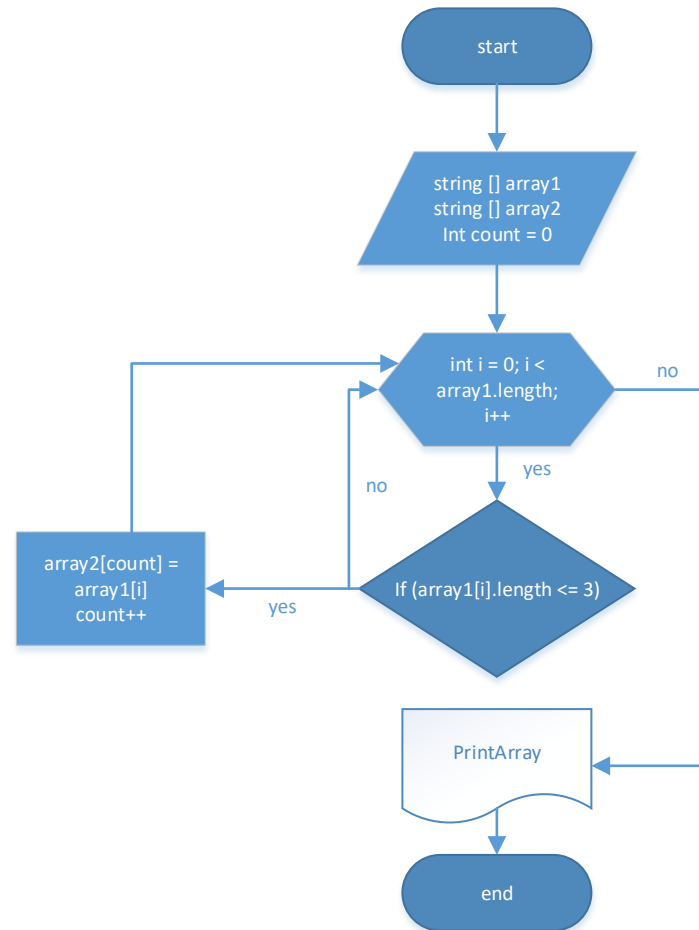 start
string [] array1
string [] array2
Int count = 0
int i = 0; i <
array1.length;
i++
no
yes
no
If (array1[i].length <= 3)
yes
array2[count] =
array1[i]
count++
PrintArray
end